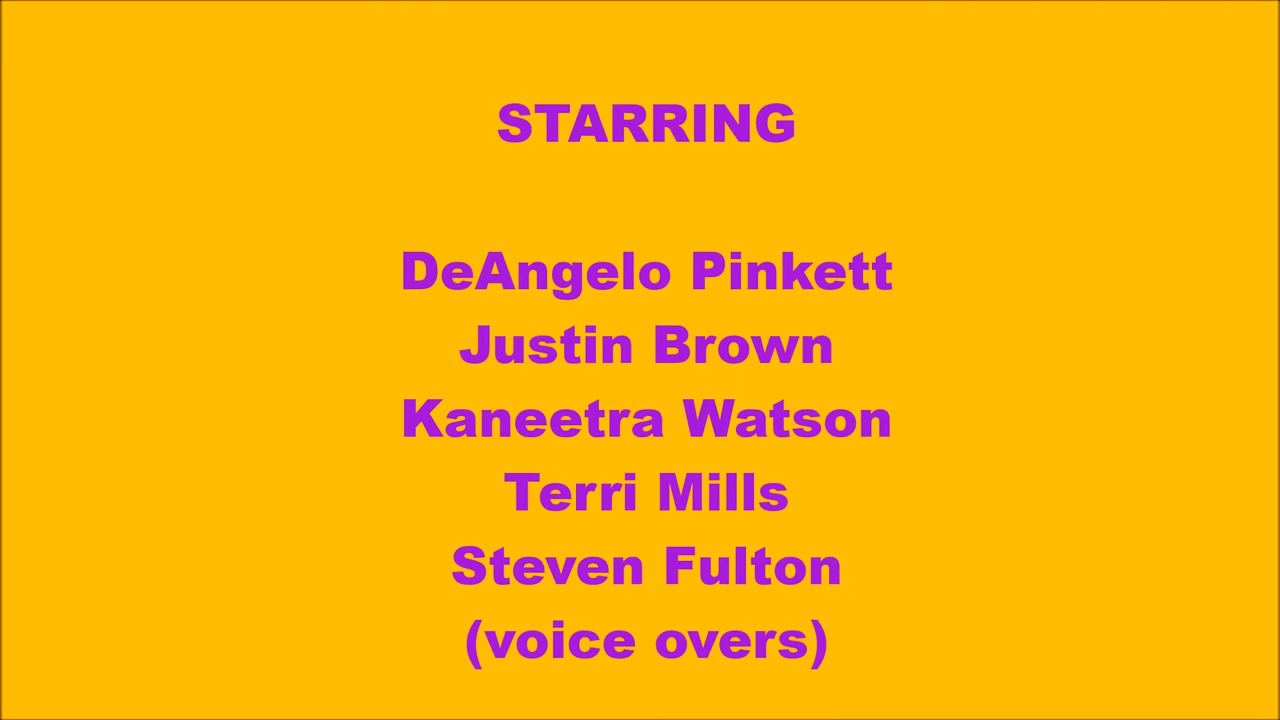 STARRING
DeAngelo Pinkett
Justin Brown
Kaneetra Watson
Terri Mills
Steven Fulton
(voice overs)